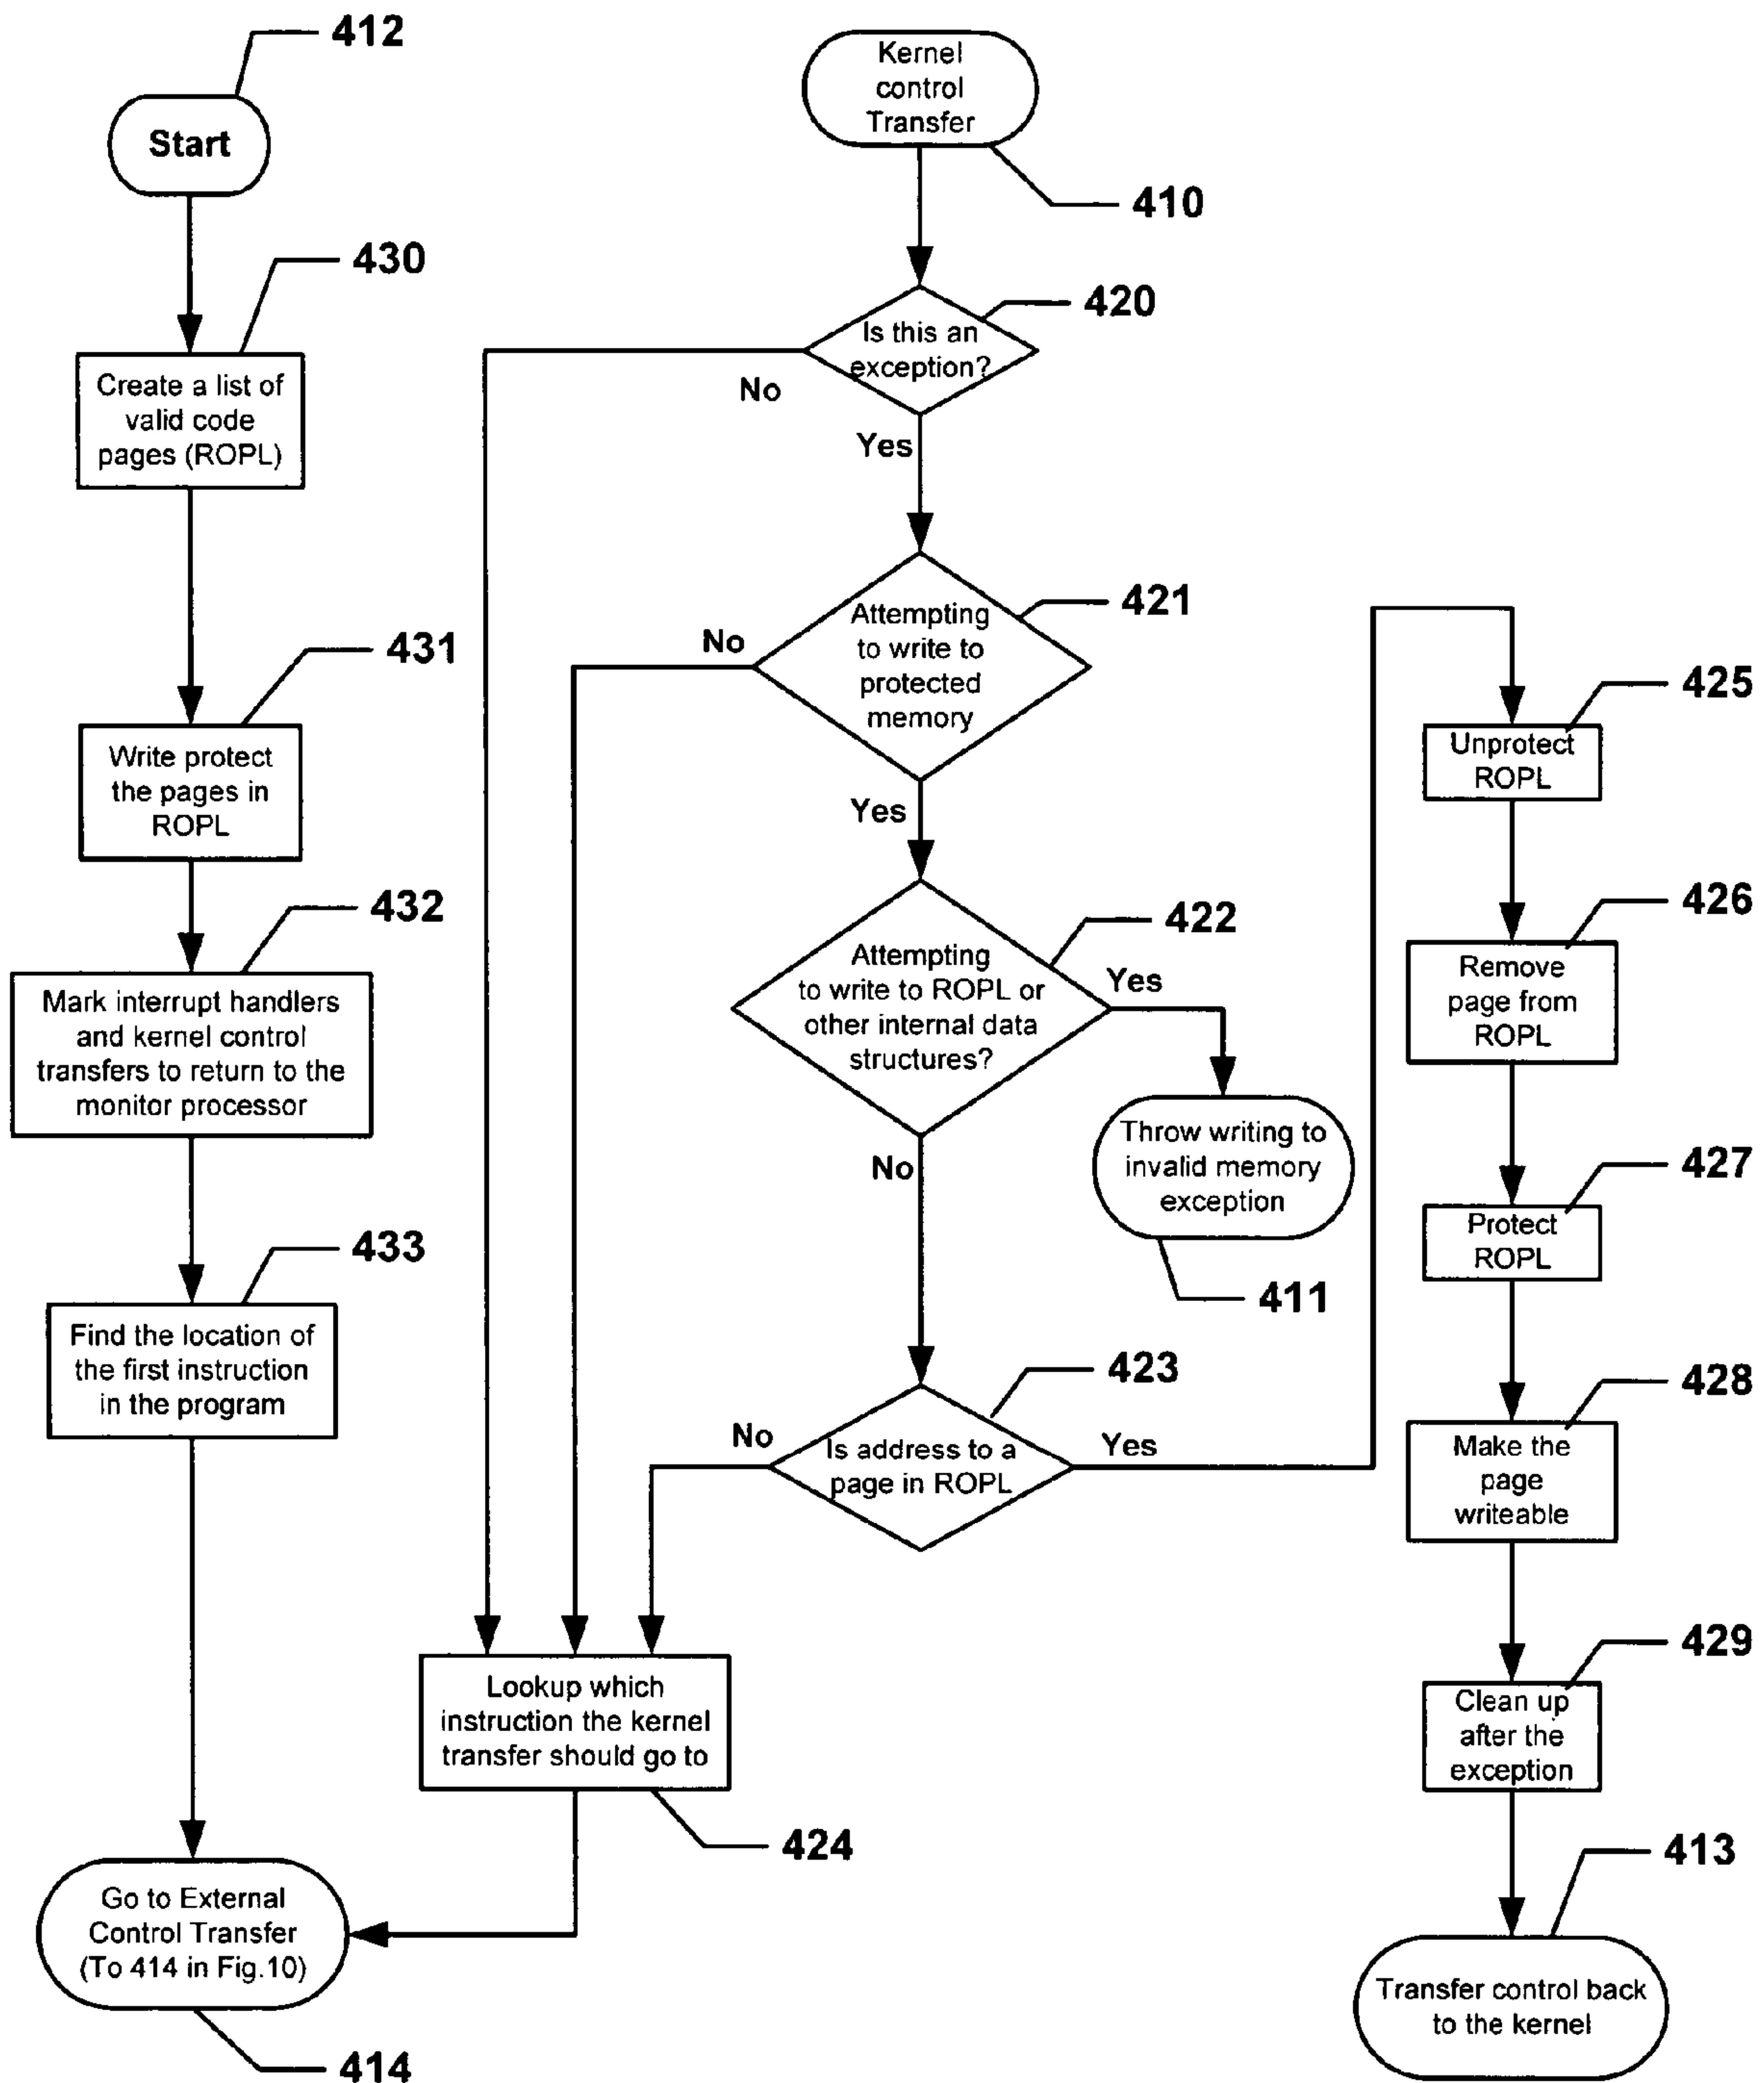 412
Start
430
Create a list of
valid code
pages (ROPL)
431
Write protect
the pages in
ROPL
432
Mark interrupt handlers
and kernel control
transfers to return to the
monitor processor
433
Find the location of
the first instruction
in the program
Go to External
Control Transfer
(To 414 in Fig.10)
414
Kernel
control
Transfer
410
420
Is this an
exception?
No
Yes
421
Attempting
to write to
protected
memory
No
Yes
422
Attempting
to write to ROPL or
other internal data
structures?
Yes
No
Throw writing to
invalid memory
exception
411
423
Is address to a
page in ROPL
No
Yes
Lookup which
instruction the kernel
transfer should go to
424
425
Unprotect
ROPL
426
Remove
page from
ROPL
427
Protect
ROPL
428
Make the
page
writeable
429
Clean up
after the
exception
413
Transfer control back
to the kernel